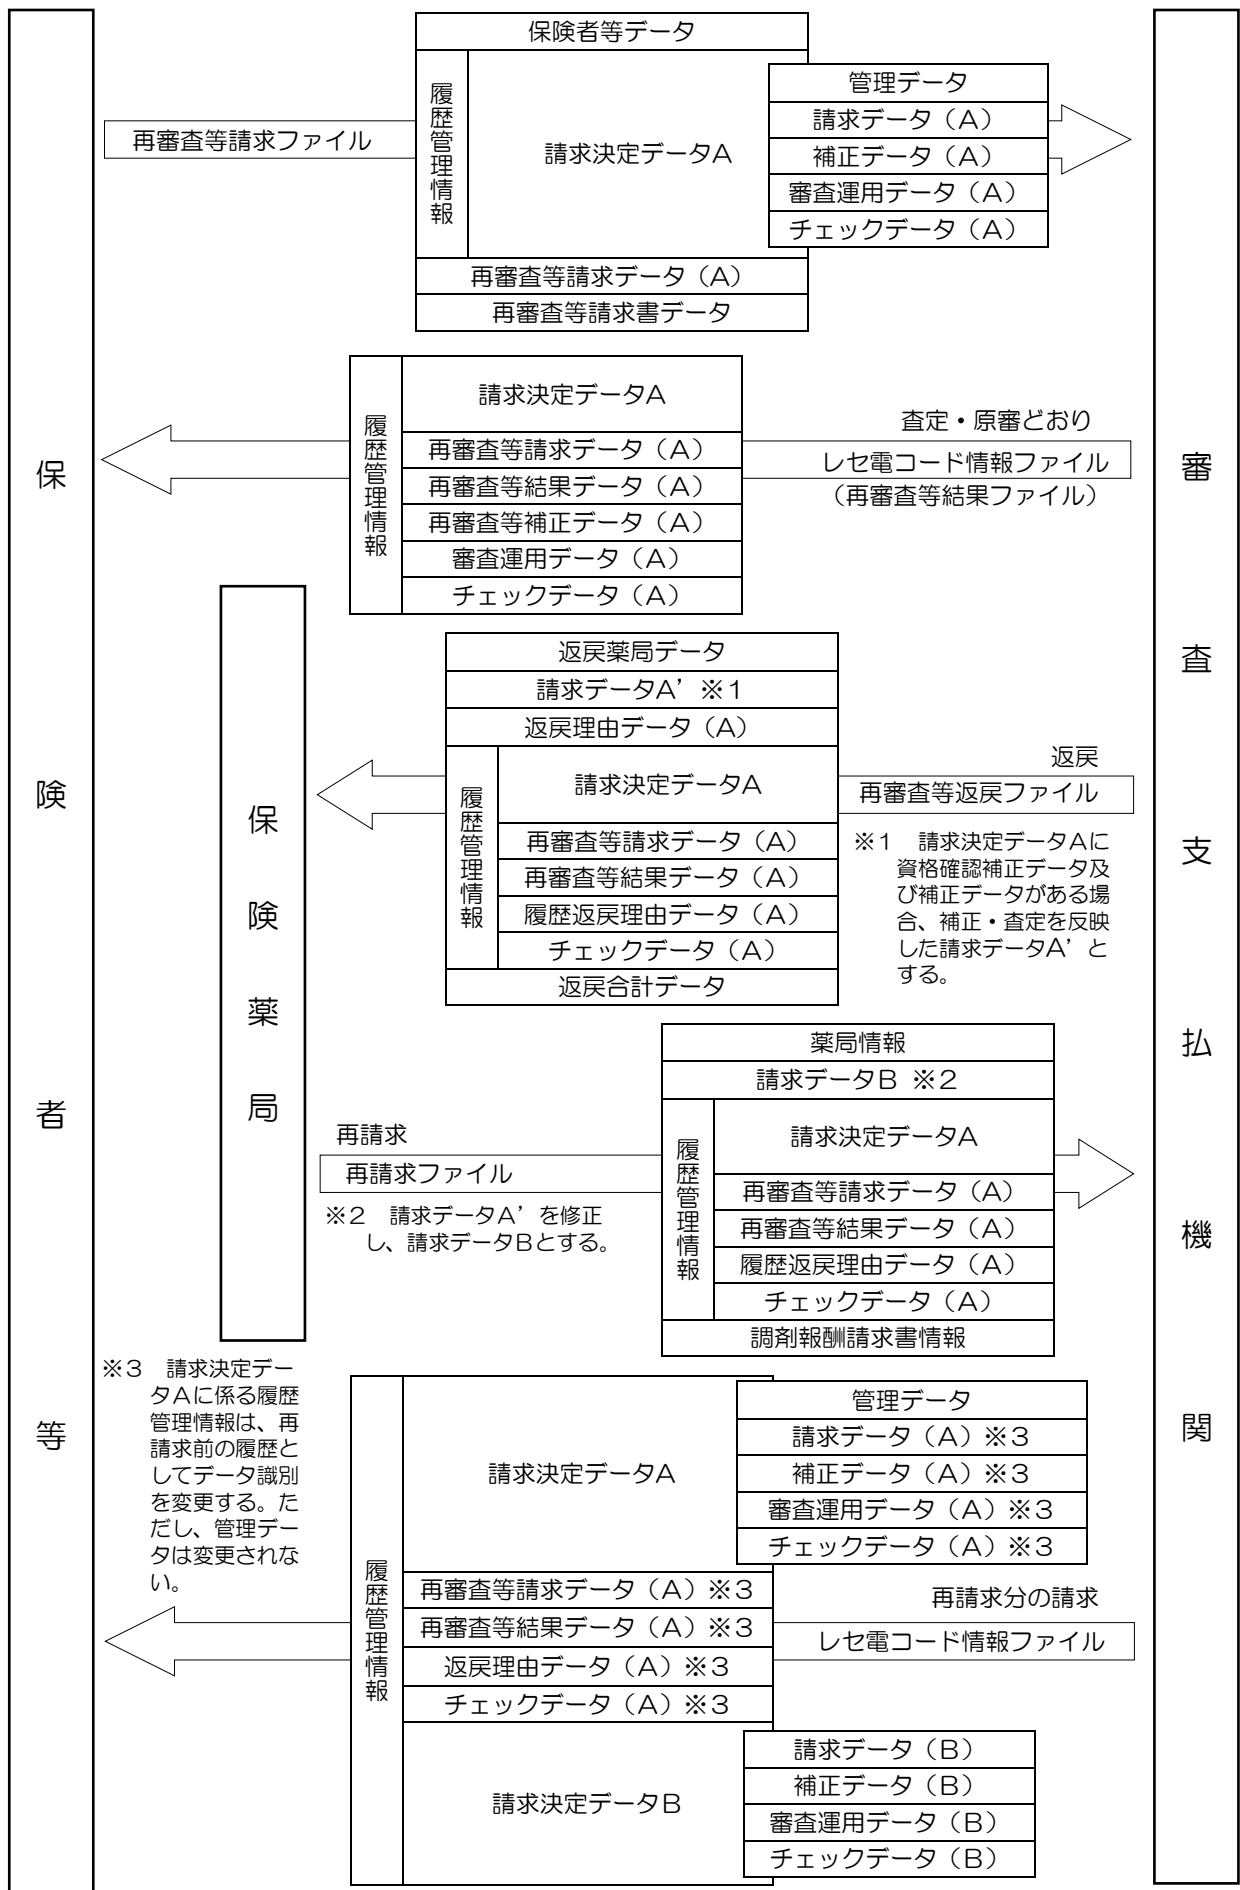 保険者等
審査支払機関
保険薬局
保険者等データ
履歴管理情報
請求決定データA
管理データ
請求データ（A）
補正データ（A）
審査運用データ（A）
チェックデータ（A）
再審査等請求ファイル
再審査等請求データ（A）
再審査等請求書データ
履歴管理情報
請求決定データA
再審査等請求データ（A）
再審査等結果データ（A）
再審査等補正データ（A）
審査運用データ（A）
チェックデータ（A）
査定・原審どおり
レセ電コード情報ファイル
（再審査等結果ファイル）
返戻薬局データ
請求データA’ ※1
返戻理由データ（A）
履歴管理情報
請求決定データA
再審査等請求データ（A）
再審査等結果データ（A）
履歴返戻理由データ（A）
チェックデータ（A）
返戻合計データ
返戻
再審査等返戻ファイル
※1　請求決定データAに
資格確認補正データ及
び補正データがある場
合、補正・査定を反映
した請求データA’と
する。
薬局情報
請求データB ※2
履歴管理情報
請求決定データA
再審査等請求データ（A）
再審査等結果データ（A）
履歴返戻理由データ（A）
チェックデータ（A）
調剤報酬請求書情報
再請求
再請求ファイル
※2　請求データA’を修正
し、請求データBとする。
※3　請求決定デー
タAに係る履歴
管理情報は、再
請求前の履歴と
してデータ識別
を変更する。た
だし、管理デー
タは変更されな
い。
履歴管理情報
請求決定データA
管理データ
請求データ（A）※3
補正データ（A）※3
審査運用データ（A）※3
チェックデータ（A）※3
再審査等請求データ（A）※3
再審査等結果データ（A）※3
返戻理由データ（A）※3
チェックデータ（A）※3
再請求分の請求
レセ電コード情報ファイル
請求決定データB
請求データ（B）
補正データ（B）
審査運用データ（B）
チェックデータ（B）